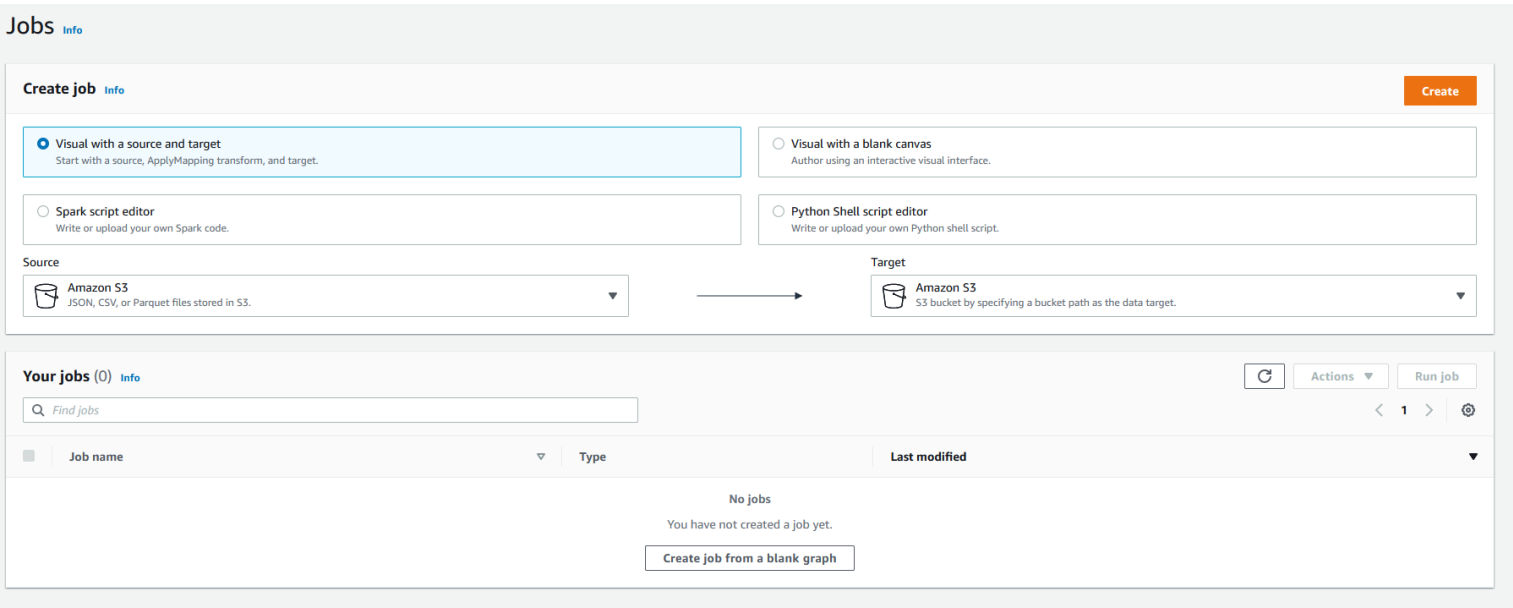 Jobs Info
Create job Info
Create
Visual with a source and target
Start with a source, ApplyMapping transform, and target.
Visual with a blank canvas
Author using an interactive visual interface.
Spark script editor
Write or upload your own Spark code.
Python Shell script editor
Write or upload your own Python shell script.
Source
Amazon S3
JSON, CSV, or Parquet files stored in S3.
Target
Amazon S3
S3 bucket by specifying a bucket path as the data target.
Your jobs (0) Info
Actions
Run job
Find jobs
1
Job name
Type
Last modified
No jobs
You have not created a job yet.
Create job from a blank graph